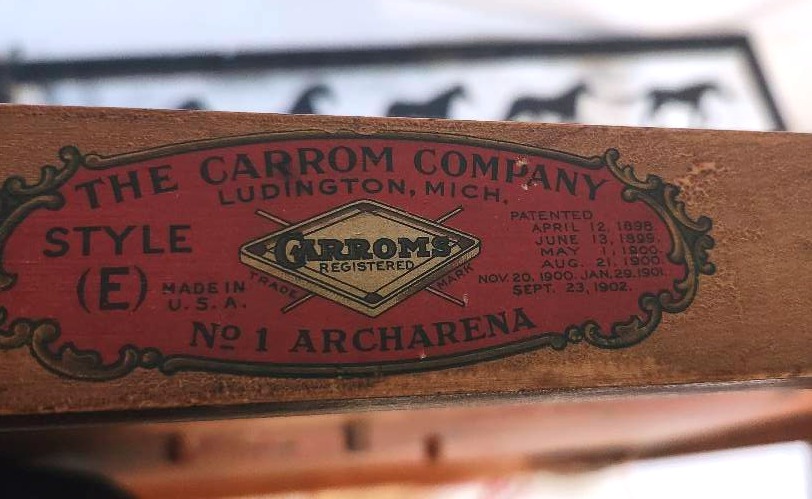 THE CARROM COMPANY
LUDINGTON, MICH.
STYLE
(E)
MADE IN
U.S.A.
CARROMS
REGISTERED
TRADE MARK
PATENTED
APRIL 12, 1898.
JUNE 13, 1899.
MAY 1, 1900.
AUG. 21, 1900.
NOV. 20, 1900. JAN. 29, 1901.
SEPT. 23, 1902.
No 1 ARCHARENA